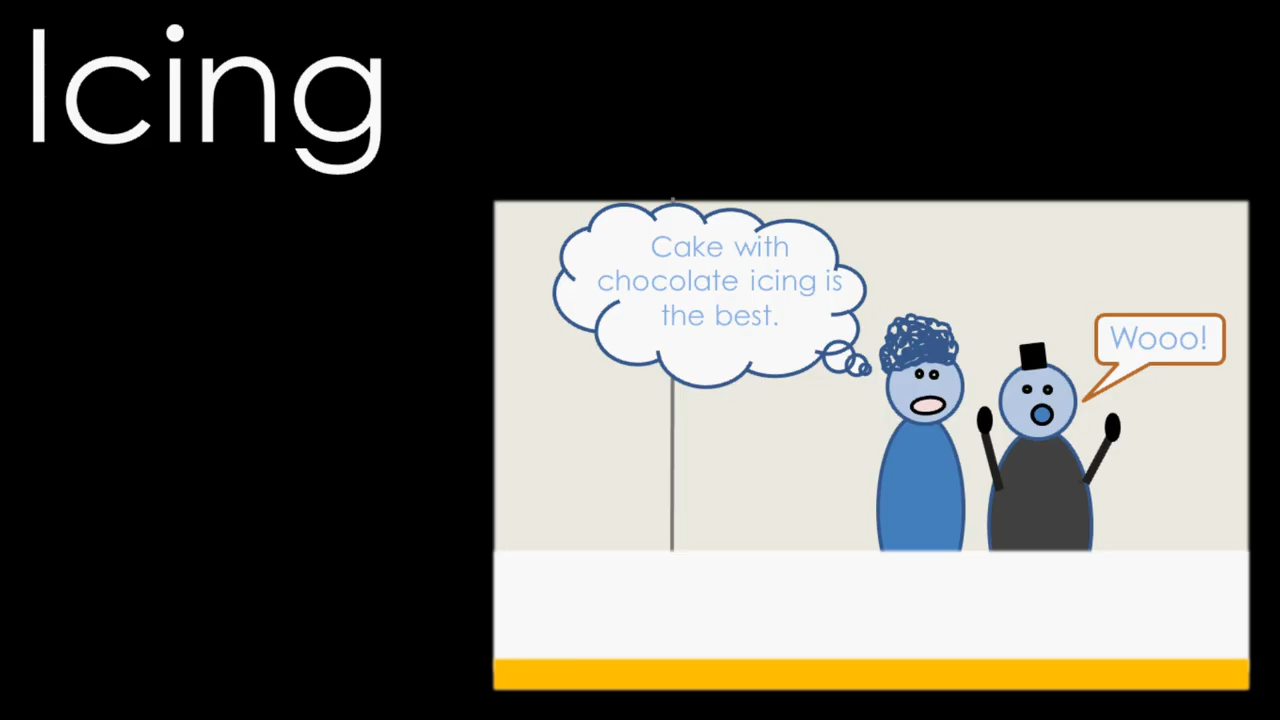 Icing
Cake with
chocolate icing is
the best.
Wooo!